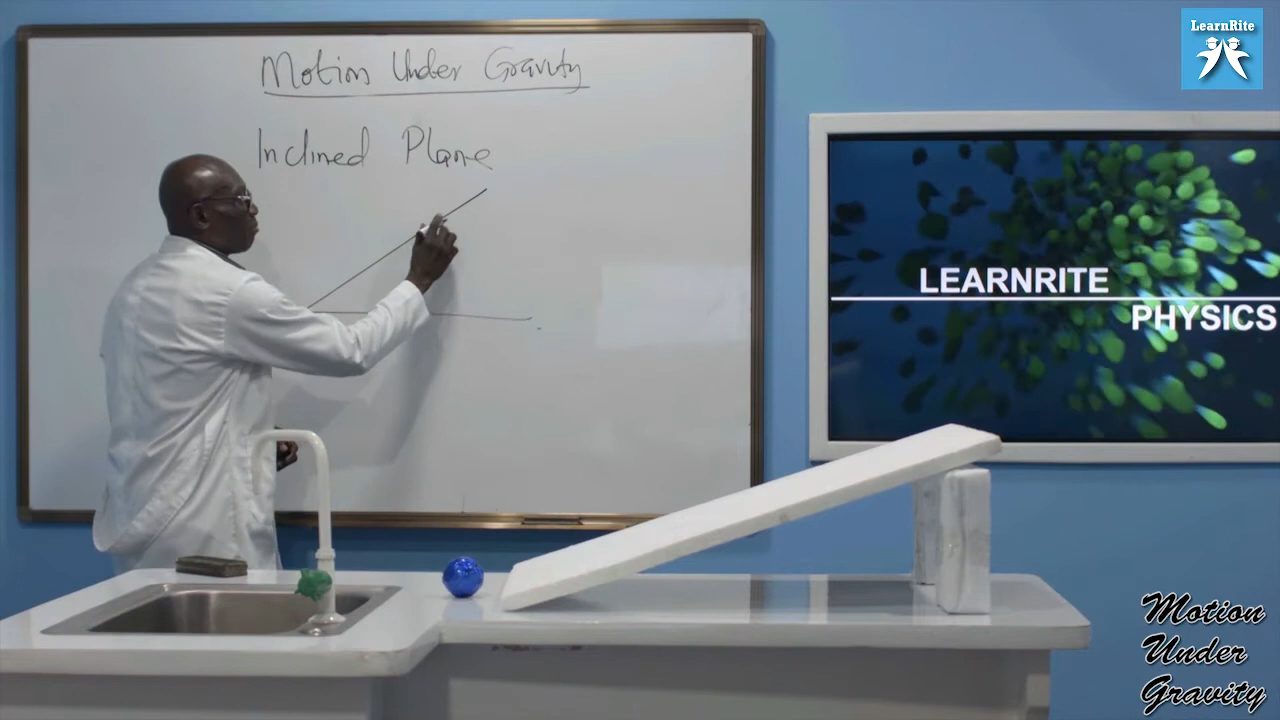 Motion Under Gravity
Inclined Plane
LearnRite
LEARNRITE
PHYSICS
Motion
Under
Gravity